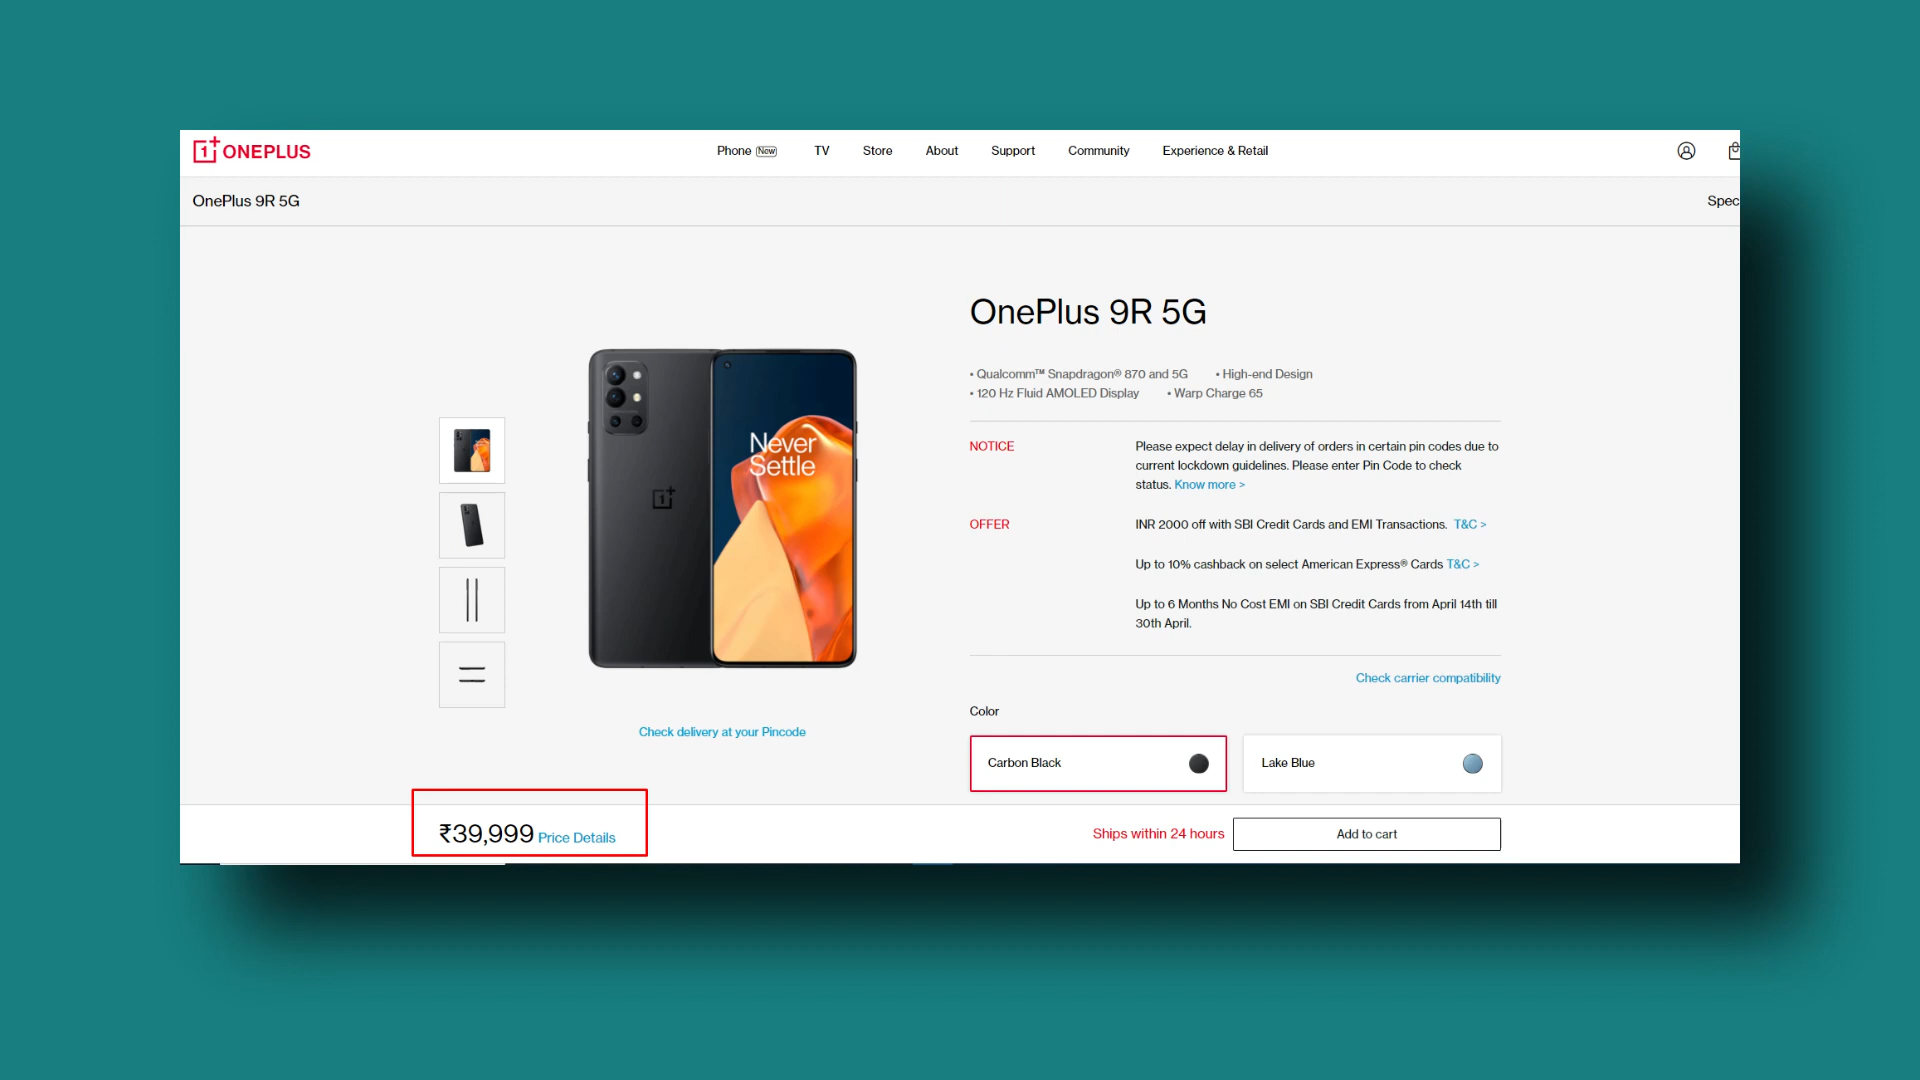 ONEPLUS
Phone New TV Store About Support Community Experience & Retail
OnePlus 9R 5G
Spec
OnePlus 9R 5G
• Qualcomm™ Snapdragon® 870 and 5G • High-end Design
• 120 Hz Fluid AMOLED Display • Warp Charge 65
Never
Settle
NOTICE
Please expect delay in delivery of orders in certain pin codes due to
current lockdown guidelines. Please enter Pin Code to check
status. Know more >
OFFER
INR 2000 off with SBI Credit Cards and EMI Transactions. T&C >
Up to 10% cashback on select American Express® Cards T&C >
Up to 6 Months No Cost EMI on SBI Credit Cards from April 14th till
30th April.
Check carrier compatibility
Color
Check delivery at your Pincode
Carbon Black
Lake Blue
₹39,999 Price Details
Ships within 24 hours
Add to cart